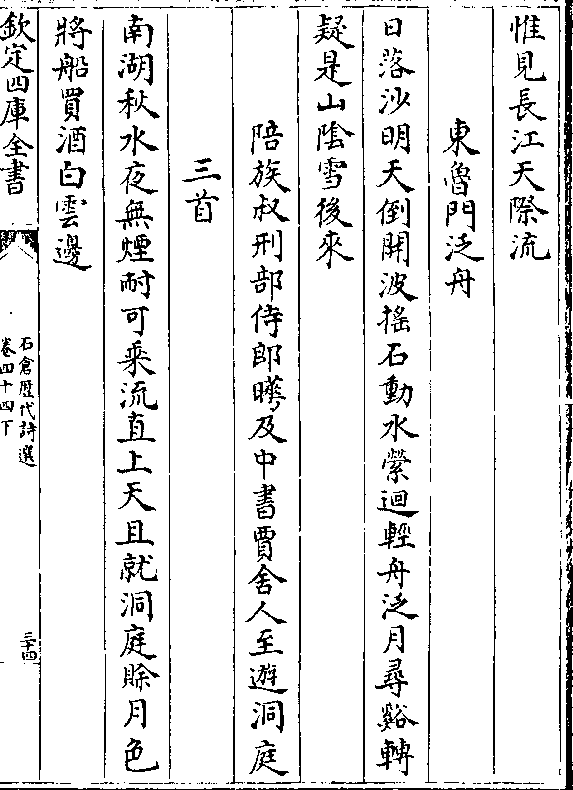 惟見長江天際流
東魯門泛舟
日落沙明天倒開波揺石動水縈迴輕舟泛月尋谿轉
疑是山陰雪後來
陪族叔刑部侍郎曄及中書賈舍人至遊洞庭
三首
南湖秋水夜無煙耐可乗流直上天且就洞庭賖月色
將船買酒白雲邊
欽定四庫全書
石倉歴代詩選
卷四十四下
三十四